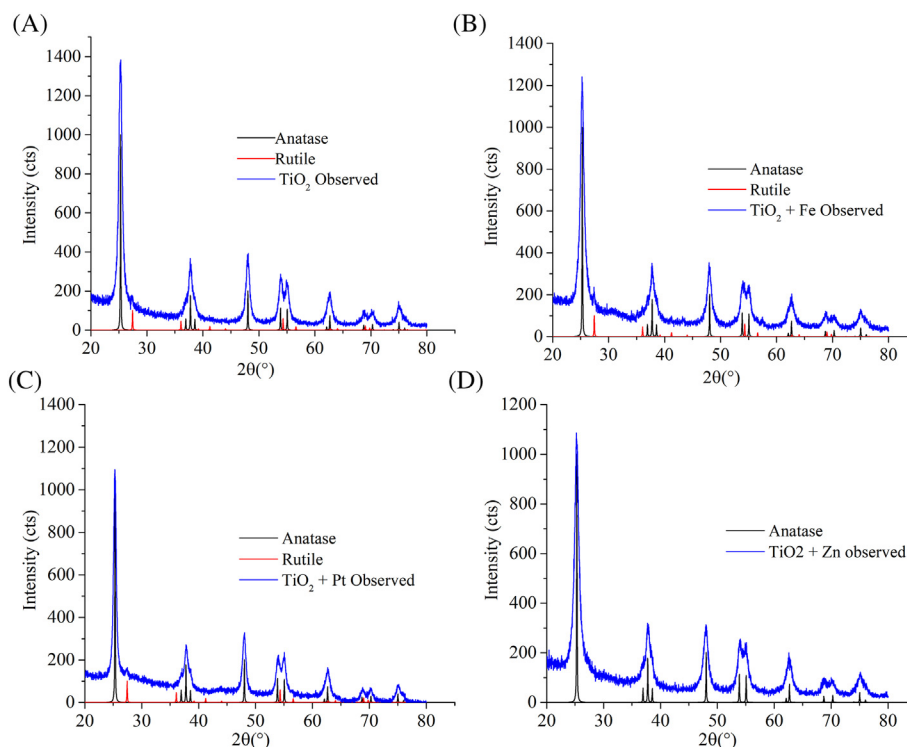 (A)
1400
1200
1000
800
600
400
200
0
Intensity (cts)
Anatase
Rutile
TiO₂ Observed
20 30 40 50 60 70 80
2θ(°)
(B)
1400
1200
1000
800
600
400
200
0
Intensity (cts)
Anatase
Rutile
TiO₂ + Fe Observed
20 30 40 50 60 70 80
2θ(°)
(C)
1400
1200
1000
800
600
400
200
0
Intensity (cts)
Anatase
Rutile
TiO₂ + Pt Observed
20 30 40 50 60 70 80
2θ(°)
(D)
1200
1000
800
600
400
200
0
Intensity (cts)
Anatase
TiO2 + Zn observed
20 30 40 50 60 70 80
2θ(°)